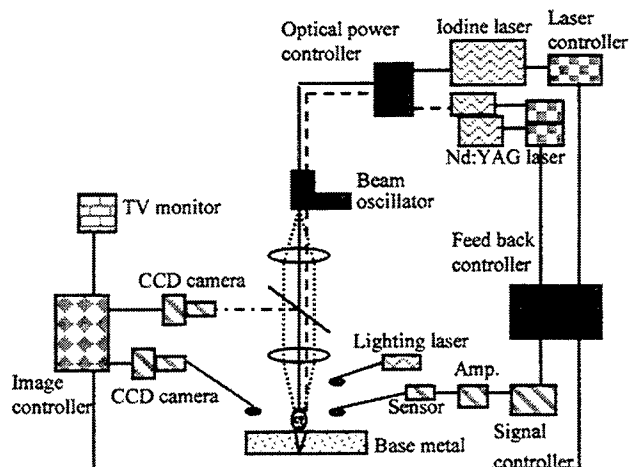 Optical power
controller
Iodine laser
Laser
controller
Nd:YAG laser
Beam
oscillator
TV monitor
Feed back
controller
CCD camera
Lighting laser
Image
controller
CCD camera
Sensor
Amp.
Base metal
Signal
controller